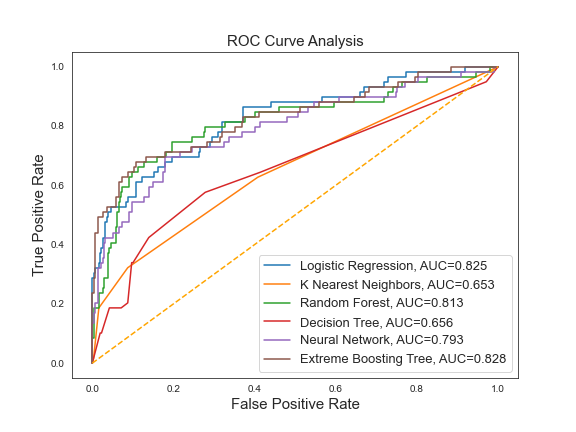 ROC Curve Analysis
True Positive Rate
1.0
0.8
0.6
0.4
0.2
0.0
Logistic Regression, AUC=0.825
K Nearest Neighbors, AUC=0.653
Random Forest, AUC=0.813
Decision Tree, AUC=0.656
Neural Network, AUC=0.793
Extreme Boosting Tree, AUC=0.828
0.0 0.2 0.4 0.6 0.8 1.0
False Positive Rate